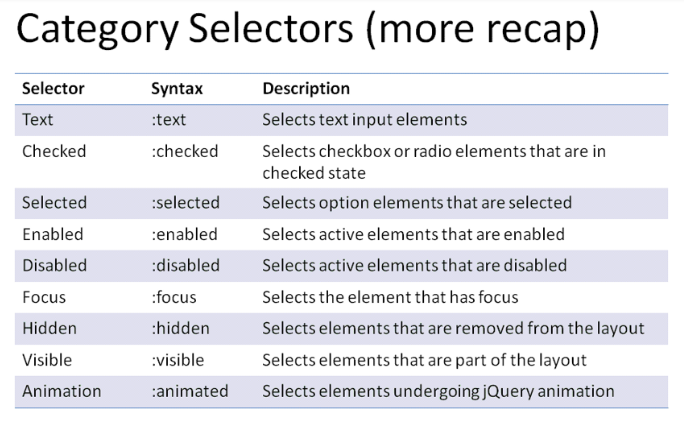 Category Selectors (more recap)
Selector Syntax Description
Text :text Selects text input elements
Checked :checked Selects checkbox or radio elements that are in
checked state
Selected :selected Selects option elements that are selected
Enabled :enabled Selects active elements that are enabled
Disabled :disabled Selects active elements that are disabled
Focus :focus Selects the element that has focus
Hidden :hidden Selects elements that are removed from the layout
Visible :visible Selects elements that are part of the layout
Animation :animated Selects elements undergoing jQuery animation